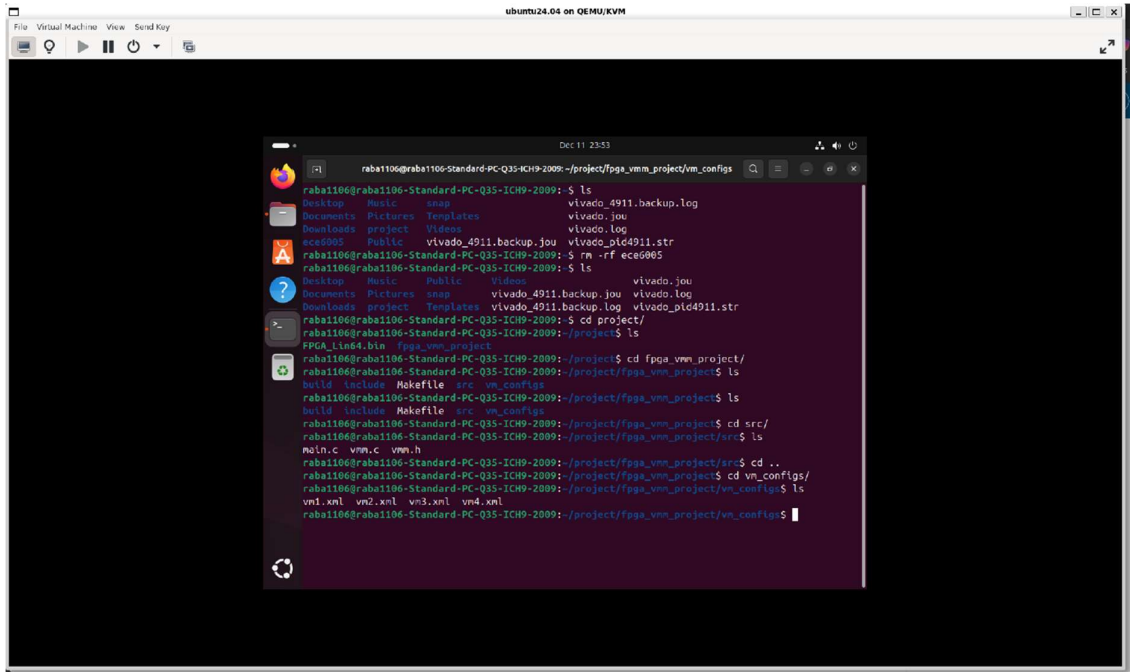 ubuntu24.04 on QEMU/KVM
File Virtual Machine View Send Key
Dec 11 23:53
raba1106@raba1106-Standard-PC-Q35-ICH9-2009: ~/project/fpga_vmm_project/vm_configs
raba1106@raba1106-Standard-PC-Q35-ICH9-2009:~$ ls
Desktop Music snap vivado_4911.backup.log
Documents Pictures Templates vivado.jou
Downloads project Videos vivado.log
ece6005 Public vivado_4911.backup.jou vivado_pid4911.str
raba1106@raba1106-Standard-PC-Q35-ICH9-2009:~$ rm -rf ece6005
raba1106@raba1106-Standard-PC-Q35-ICH9-2009:~$ ls
Desktop Music Public Videos vivado.jou
Documents Pictures snap vivado_4911.backup.jou vivado.log
Downloads project Templates vivado_4911.backup.log vivado_pid4911.str
raba1106@raba1106-Standard-PC-Q35-ICH9-2009:~$ cd project/
raba1106@raba1106-Standard-PC-Q35-ICH9-2009:~/project$ ls
FPGA_Lin64.bin fpga_vmm_project
raba1106@raba1106-Standard-PC-Q35-ICH9-2009:~/project$ cd fpga_vmm_project/
raba1106@raba1106-Standard-PC-Q35-ICH9-2009:~/project/fpga_vmm_project$ ls
build include Makefile src vm_configs
raba1106@raba1106-Standard-PC-Q35-ICH9-2009:~/project/fpga_vmm_project$ ls
build include Makefile src vm_configs
raba1106@raba1106-Standard-PC-Q35-ICH9-2009:~/project/fpga_vmm_project$ cd src/
raba1106@raba1106-Standard-PC-Q35-ICH9-2009:~/project/fpga_vmm_project/src$ ls
main.c vmm.c vmm.h
raba1106@raba1106-Standard-PC-Q35-ICH9-2009:~/project/fpga_vmm_project/src$ cd ..
raba1106@raba1106-Standard-PC-Q35-ICH9-2009:~/project/fpga_vmm_project$ cd vm_configs/
raba1106@raba1106-Standard-PC-Q35-ICH9-2009:~/project/fpga_vmm_project/vm_configs$ ls
vm1.xml vm2.xml vm3.xml vm4.xml
raba1106@raba1106-Standard-PC-Q35-ICH9-2009:~/project/fpga_vmm_project/vm_configs$